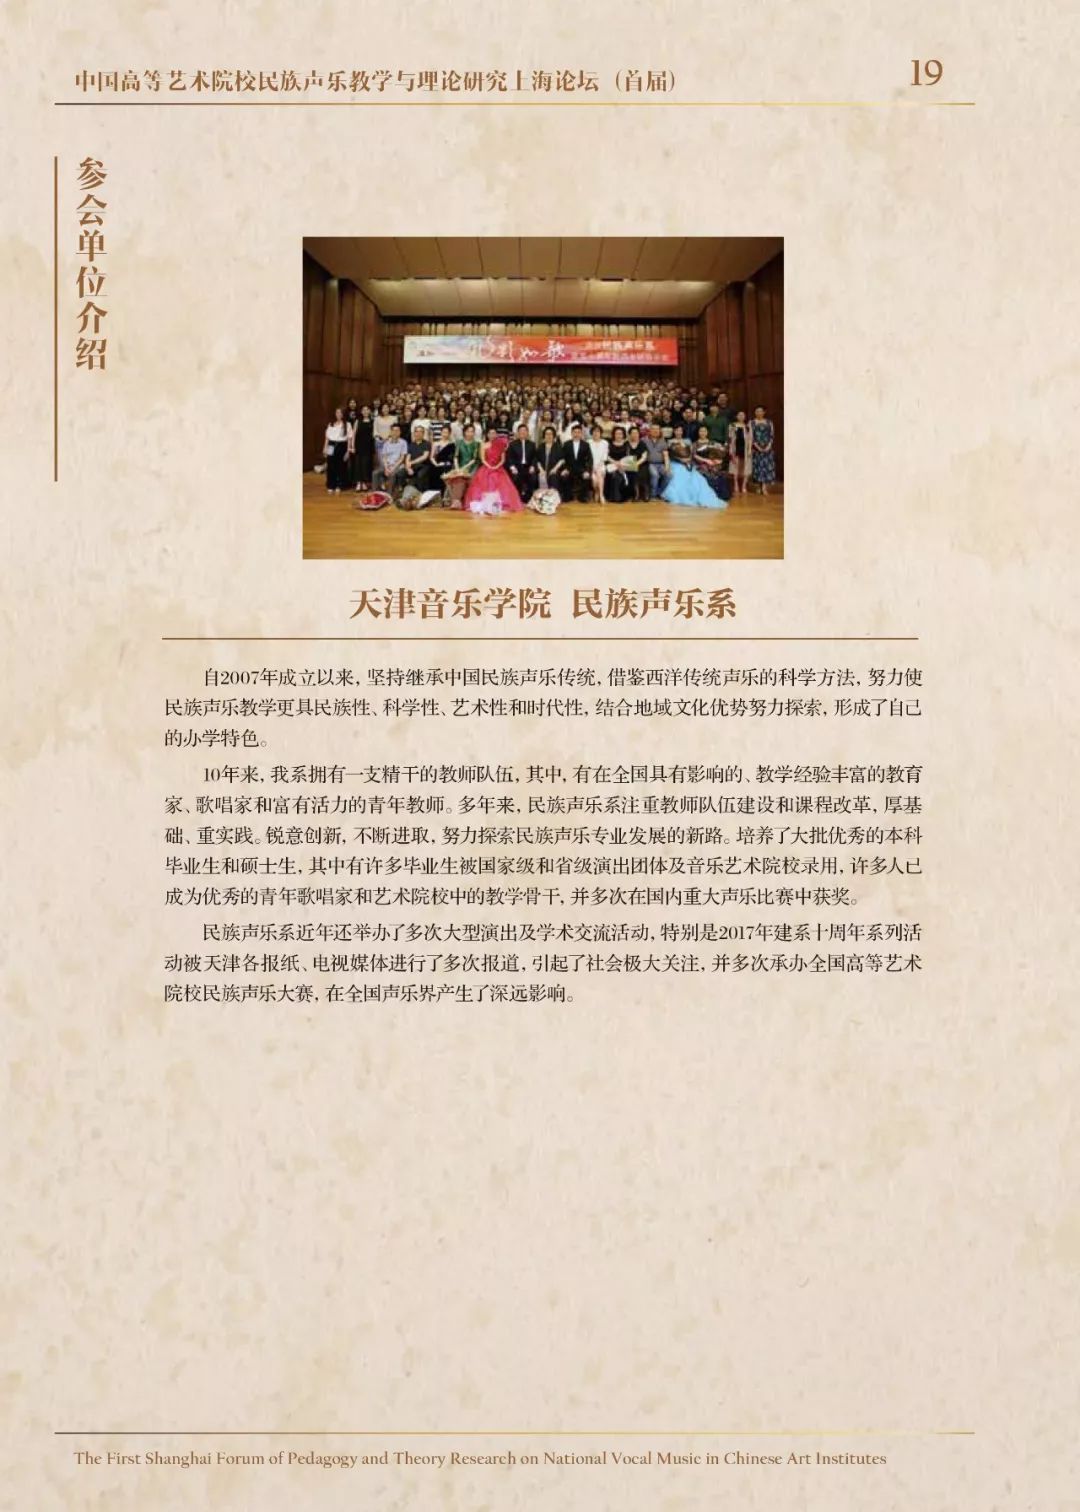 中国高等艺术院校民族声乐教学与理论研究上海论坛（首届）
19
参会单位介绍
天津音乐学院 民族声乐系
自2007年成立以来，坚持继承中国民族声乐传统，借鉴西洋传统声乐的科学方法，努力使
民族声乐教学更具民族性、科学性、艺术性和时代性，结合地域文化优势努力探索，形成了自己
的办学特色。
10年来，我系拥有一支精干的教师队伍，其中，有在全国具有影响的、教学经验丰富的教育
家、歌唱家和富有活力的青年教师。多年来，民族声乐系注重教师队伍建设和课程改革，厚基
础、重实践。锐意创新，不断进取，努力探索民族声乐专业发展的新路。培养了大批优秀的本科
毕业生和硕士生，其中有许多毕业生被国家级和省级演出团体及音乐艺术院校录用，许多人已
成为优秀的青年歌唱家和艺术院校中的教学骨干，并多次在国内重大声乐比赛中获奖。
民族声乐系近年还举办了多次大型演出及学术交流活动，特别是2017年建系十周年系列活
动被天津各报纸、电视媒体进行了多次报道，引起了社会极大关注，并多次承办全国高等艺术
院校民族声乐大赛，在全国声乐界产生了深远影响。
The First Shanghai Forum of Pedagogy and Theory Research on National Vocal Music in Chinese Art Institutes